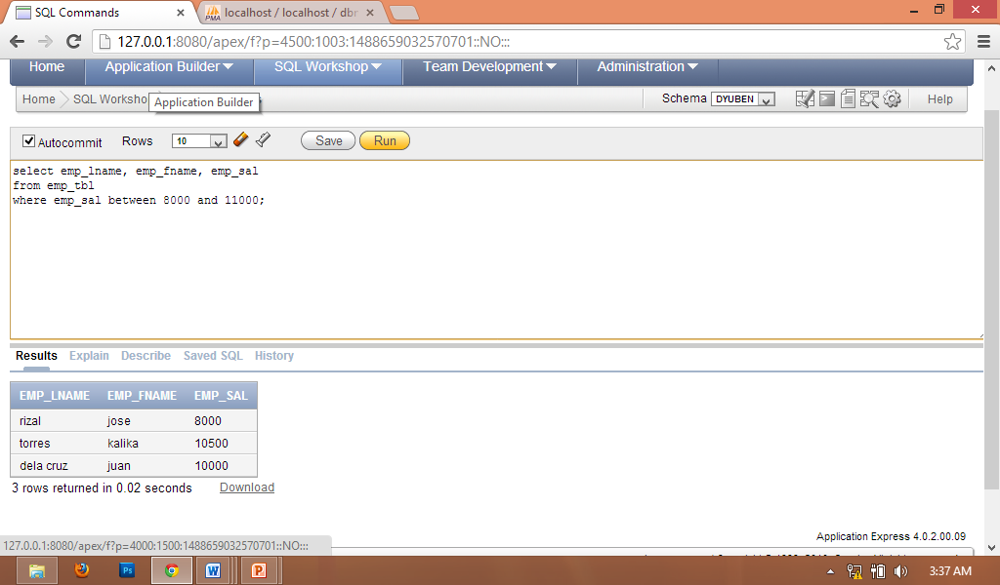 SQL Commands
localhost / localhost / dbr
127.0.0.1:8080/apex/f?p=4500:1003:1488659032570701::NO:::
Home Application Builder SQL Workshop Team Development Administration
Home SQL Worksho Application Builder Schema DYUBEN Help
Autocommit Rows 10 Save Run
select emp_lname, emp_fname, emp_sal
from emp_tbl
where emp_sal between 8000 and 11000;
Results Explain Describe Saved SQL History
EMP_LNAME EMP_FNAME EMP_SAL
rizal jose 8000
torres kalika 10500
dela cruz juan 10000
3 rows returned in 0.02 seconds Download
Application Express 4.0.2.00.09
127.0.0.1:8080/apex/f?p=4000:1500:1488659032570701::NO:::
Ps W P 3:37 AM